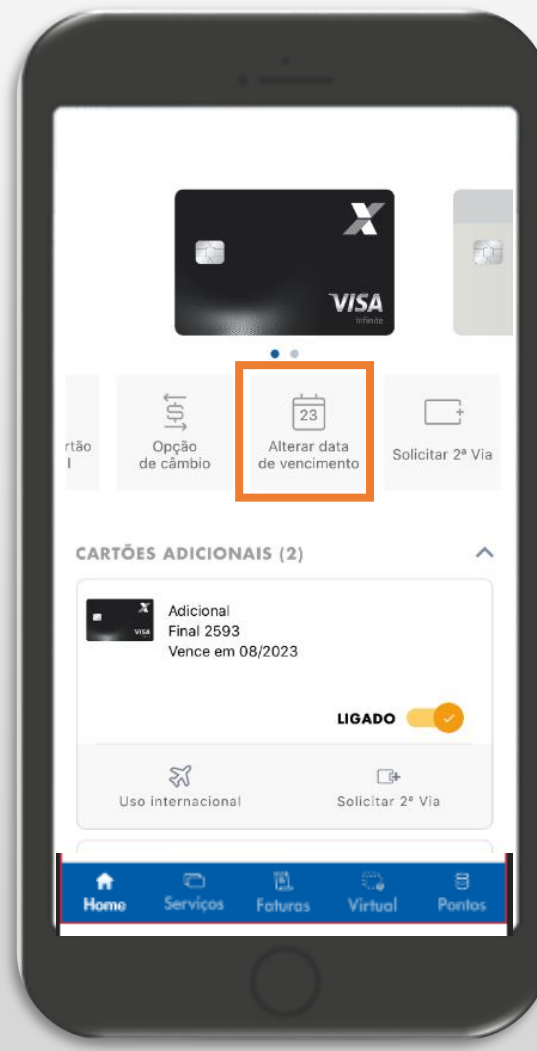 VISA
Infinite
rtão
l
Opção
de câmbio
23
Alterar data
de vencimento
Solicitar 2ª Via
CARTÕES ADICIONAIS (2)
VISA
Adicional
Final 2593
Vence em 08/2023
LIGADO
Uso internacional
Solicitar 2ª Via
Home
Serviços
Faturas
Virtual
Pontos